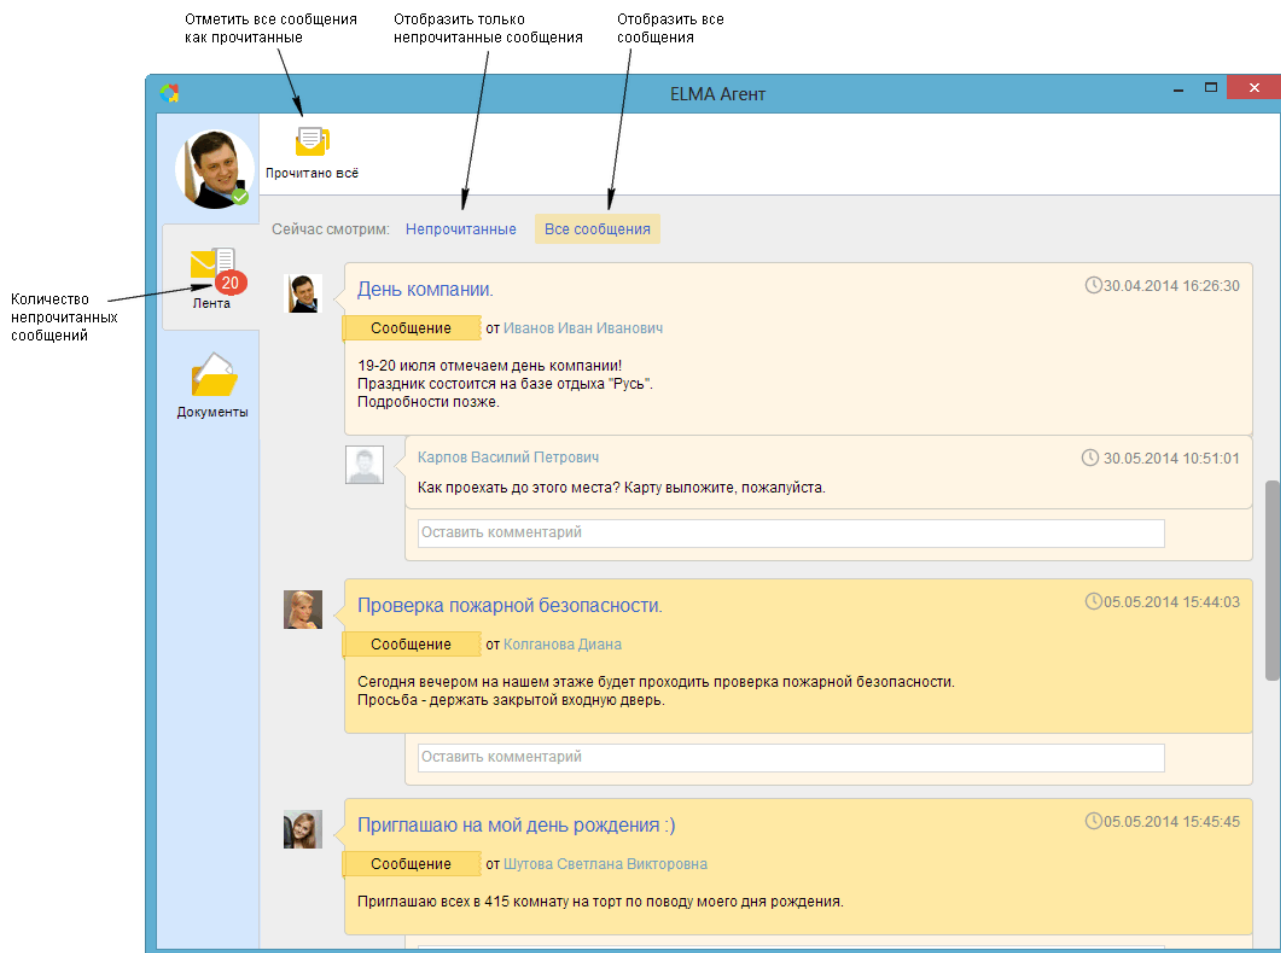 Отметить все сообщения
как прочитанные
Отобразить только
непрочитанные сообщения
Отобразить все
сообщения
ELMA Агент
Прочитано всё
Сейчас смотрим: Непрочитанные Все сообщения
20
Лента
Количество
непрочитанных
сообщений
Документы
День компании.
30.04.2014 16:26:30
Сообщение от Иванов Иван Иванович
19-20 июля отмечаем день компании!
Праздник состоится на базе отдыха "Русь".
Подробности позже.
Карпов Василий Петрович
30.05.2014 10:51:01
Как проехать до этого места? Карту выложите, пожалуйста.
Оставить комментарий
Проверка пожарной безопасности.
05.05.2014 15:44:03
Сообщение от Колганова Диана
Сегодня вечером на нашем этаже будет проходить проверка пожарной безопасности.
Просьба - держать закрытой входную дверь.
Оставить комментарий
Приглашаю на мой день рождения :)
05.05.2014 15:45:45
Сообщение от Шутова Светлана Викторовна
Приглашаю всех в 415 комнату на торт по поводу моего дня рождения.